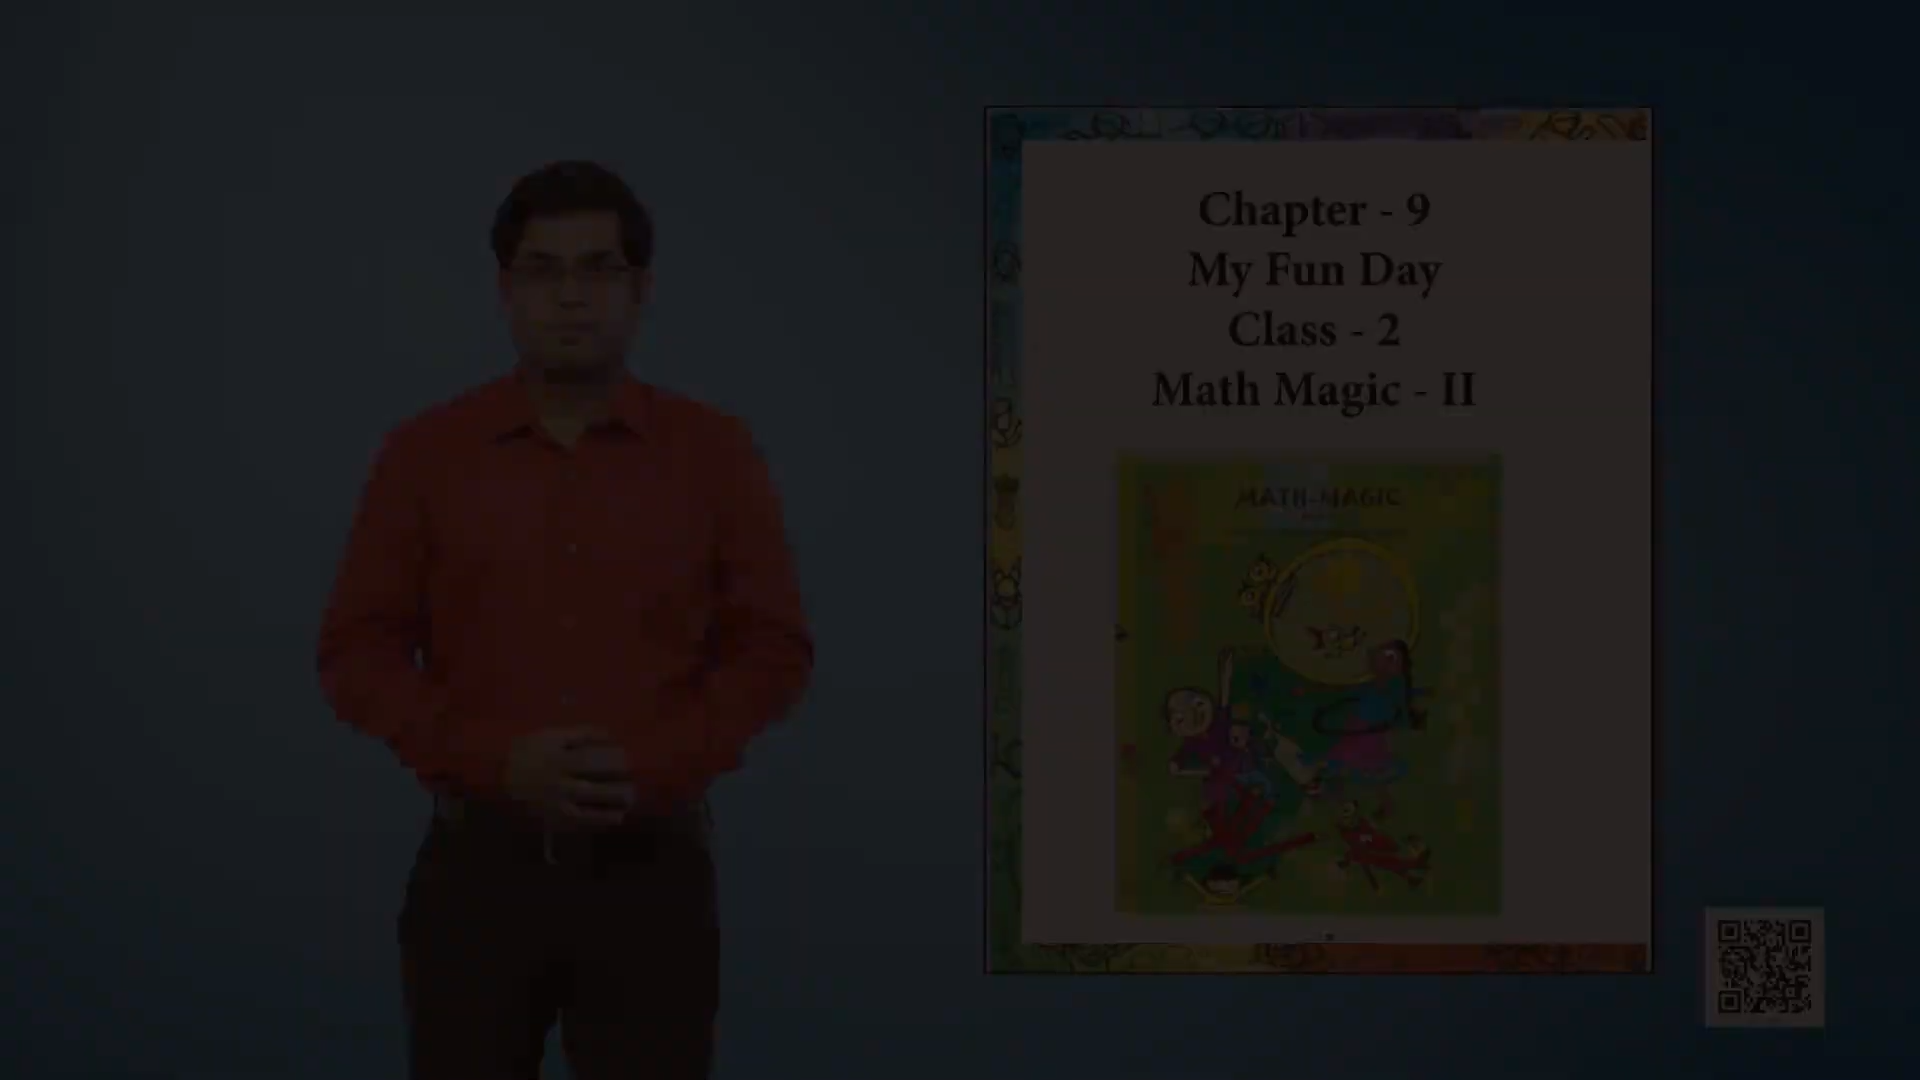 Chapter - 9
My Fun Day
Class - 2
Math Magic - II
MATH-MAGIC